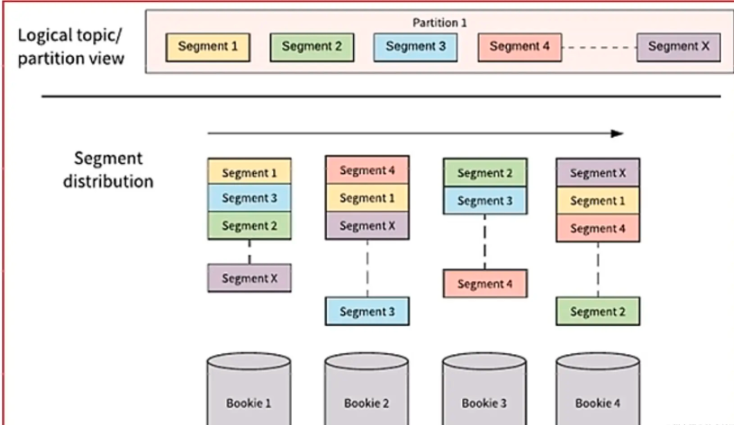 Logical topic/
partition view
Partition 1
Segment 1
Segment 2
Segment 3
Segment 4
Segment X
Segment
distribution
Segment 1
Segment 3
Segment 2
Segment X
Segment 4
Segment 1
Segment X
Segment 3
Segment 2
Segment 3
Segment 4
Segment X
Segment 1
Segment 4
Segment 2
Bookie 1
Bookie 2
Bookie 3
Bookie 4